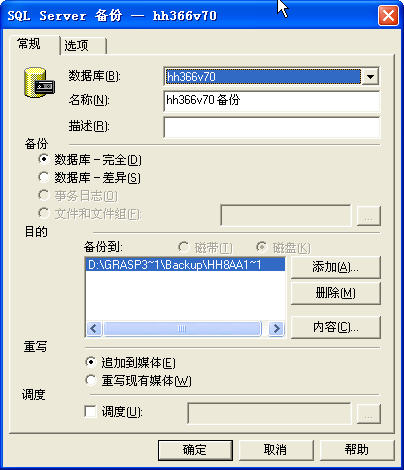 SQL Server 备份 — hh366v70
常规 选项
数据库(B): hh366v70
名称(N): hh366v70 备份
描述(R):
备份
数据库 - 完全(D)
数据库 - 差异(S)
事务日志(O)
文件和文件组(F): ...
目的
备份到: 磁带(T) 磁盘(K)
D:\GRASP3~1\Backup\HH8AA1~1
添加(A)...
删除(M)
内容(C)...
重写
追加到媒体(E)
重写现有媒体(W)
调度
调度(U): ...
确定 取消 帮助